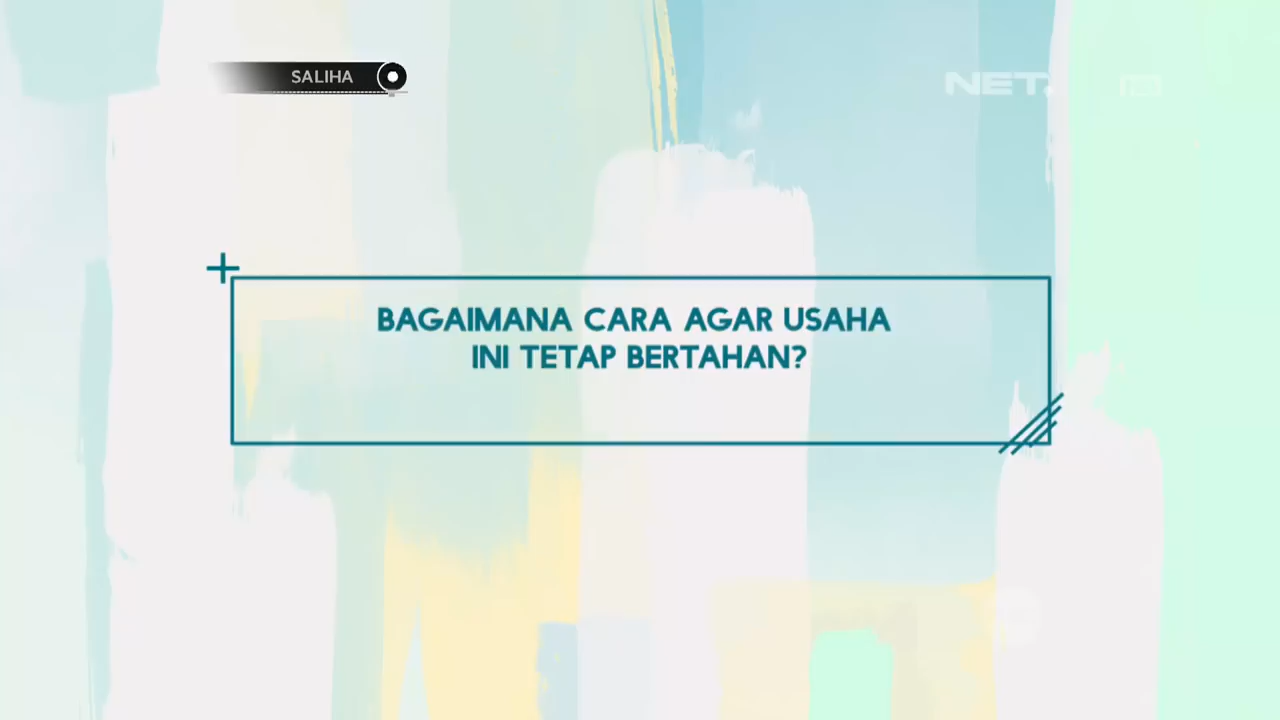 SALIHA
NET.
BAGAIMANA CARA AGAR USAHA
INI TETAP BERTAHAN?